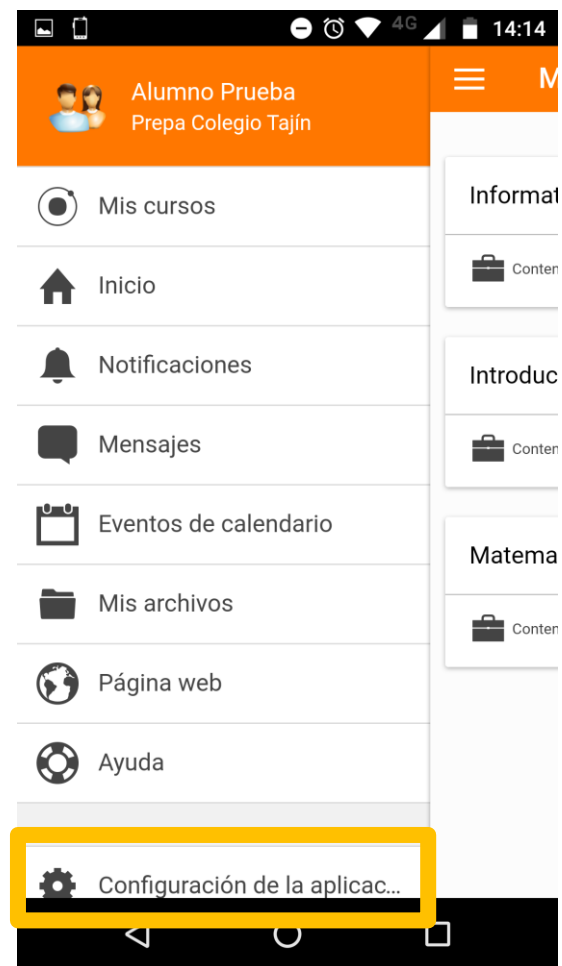 4G 14:14
Alumno Prueba
Prepa Colegio Tajín
M
Mis cursos
Inicio
Notificaciones
Mensajes
Eventos de calendario
Mis archivos
Página web
Ayuda
Configuración de la aplicac...
Informat
Conten
Introduc
Conten
Matema
Conten